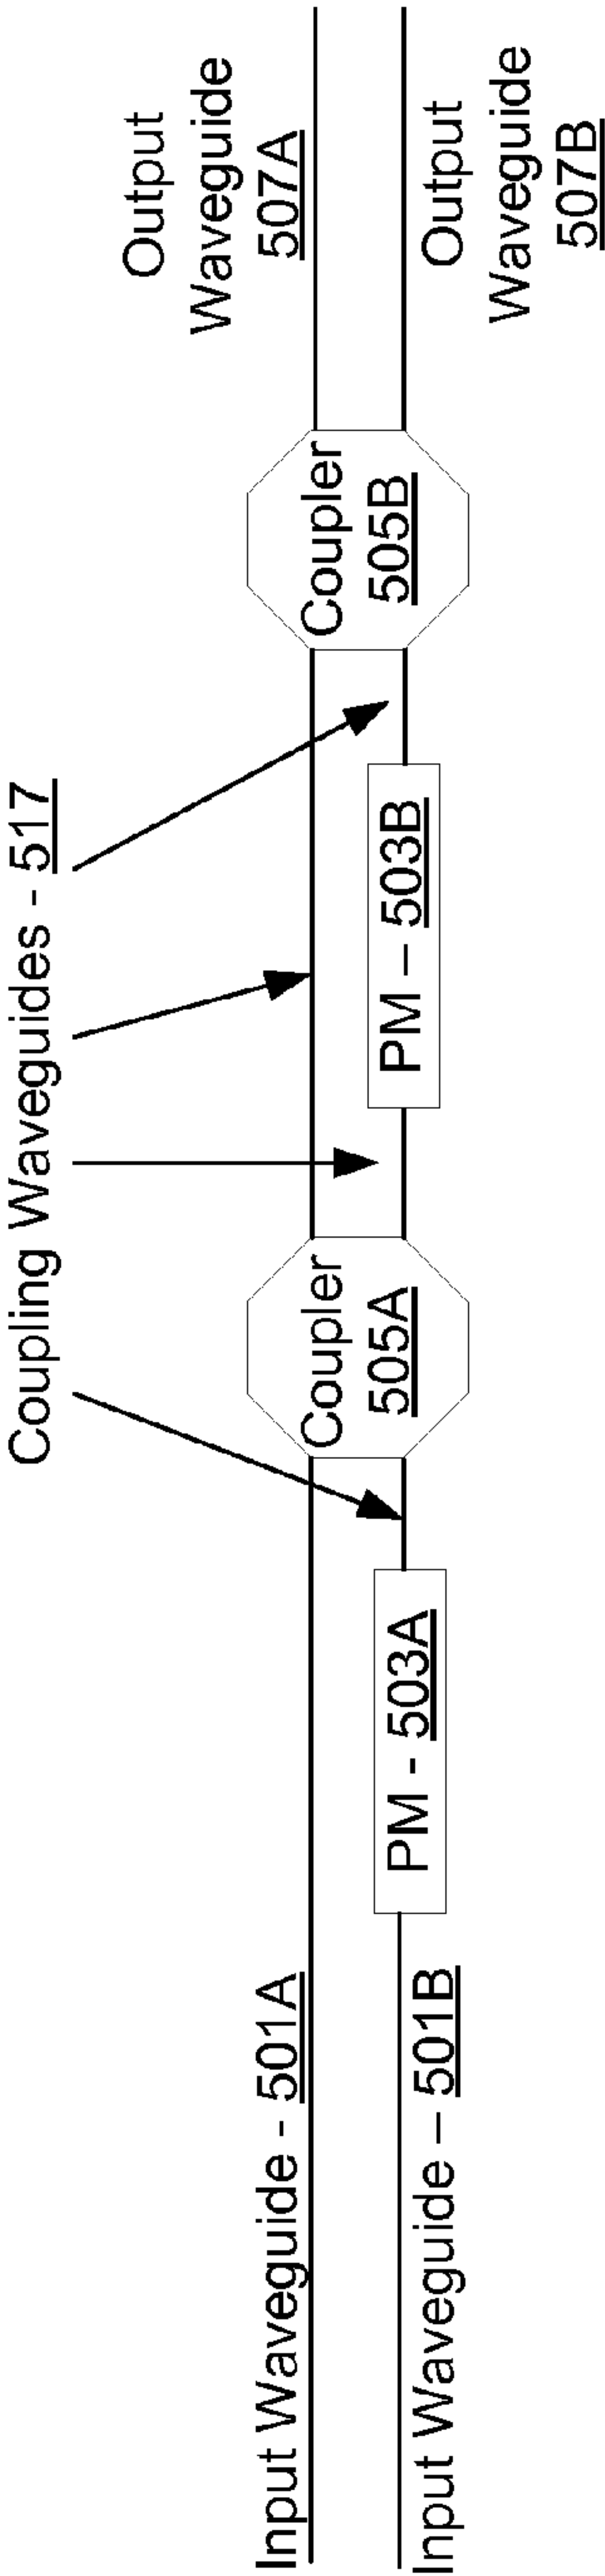 Coupling Waveguides - 517
Output
Waveguide
507A
Input Waveguide - 501A
Coupler
505A
Coupler
505B
PM - 503A
PM – 503B
Input Waveguide – 501B
Output
Waveguide
507B